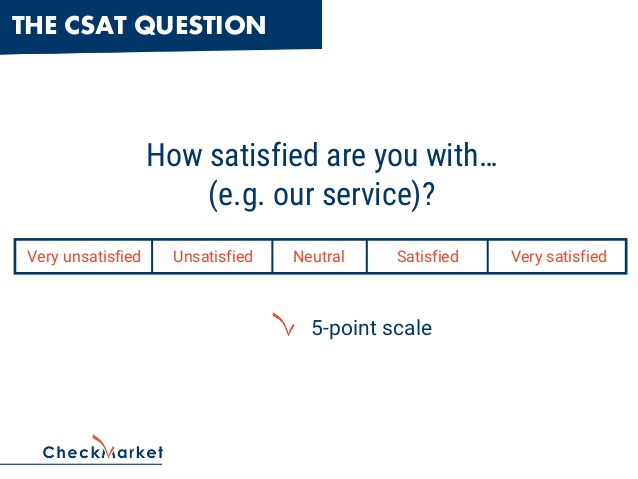 THE CSAT QUESTION
How satisfied are you with…
(e.g. our service)?
Very unsatisfied Unsatisfied Neutral Satisfied Very satisfied
5-point scale
CheckMarket